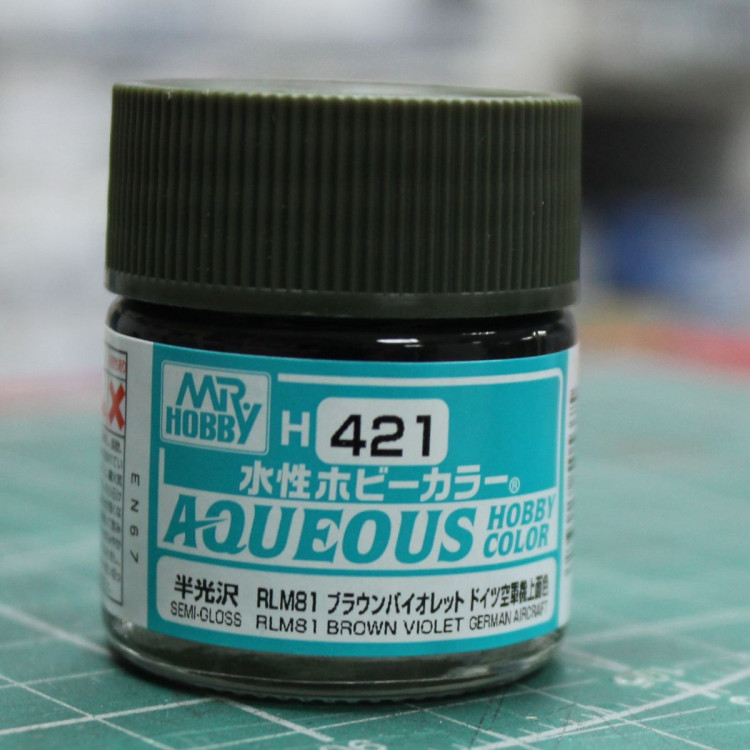 MR.
HOBBY
H 421
水性ホビーカラー®
AQUEOUS HOBBY COLOR
半光沢 RLM81 ブラウンバイオレット ドイツ空軍機上面色
SEMI-GLOSS RLM81 BROWN VIOLET GERMAN AIRCRAFT
EN67